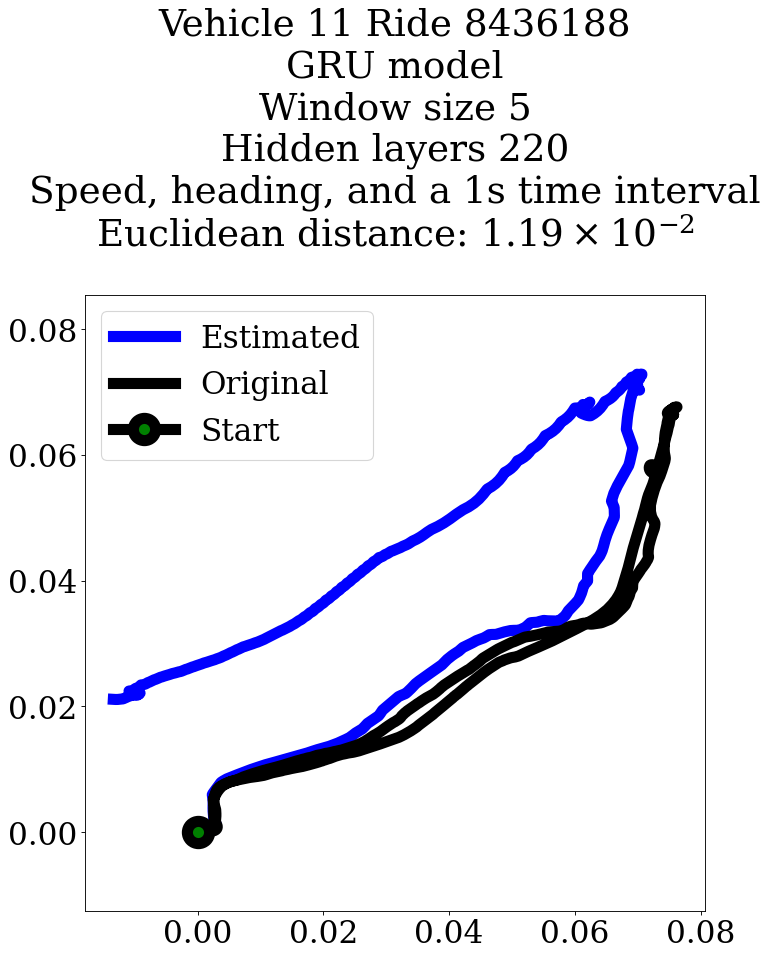 Vehicle 11 Ride 8436188
GRU model
Window size 5
Hidden layers 220
Speed, heading, and a 1s time interval
Euclidean distance: 1.19 × 10⁻²
Estimated
Original
Start
0.08
0.06
0.04
0.02
0.00
0.00 0.02 0.04 0.06 0.08